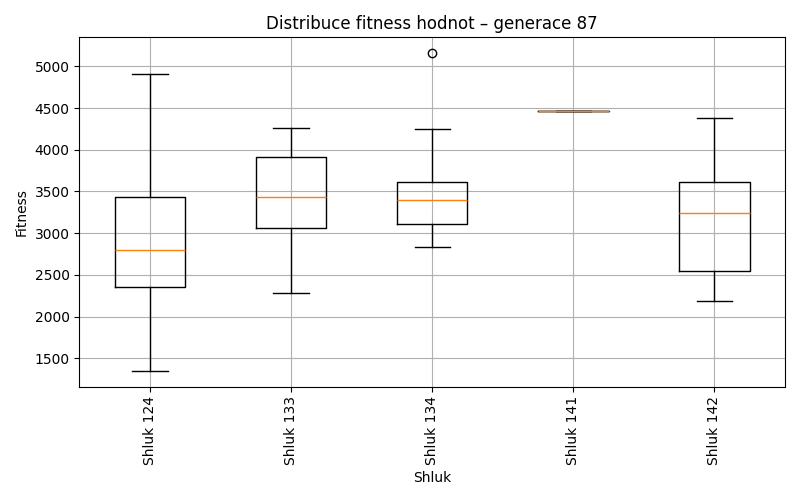 Distribuce fitness hodnot – generace 87
Fitness
5000
4500
4000
3500
3000
2500
2000
1500
Shluk 124
Shluk 133
Shluk 134
Shluk 141
Shluk 142
Shluk